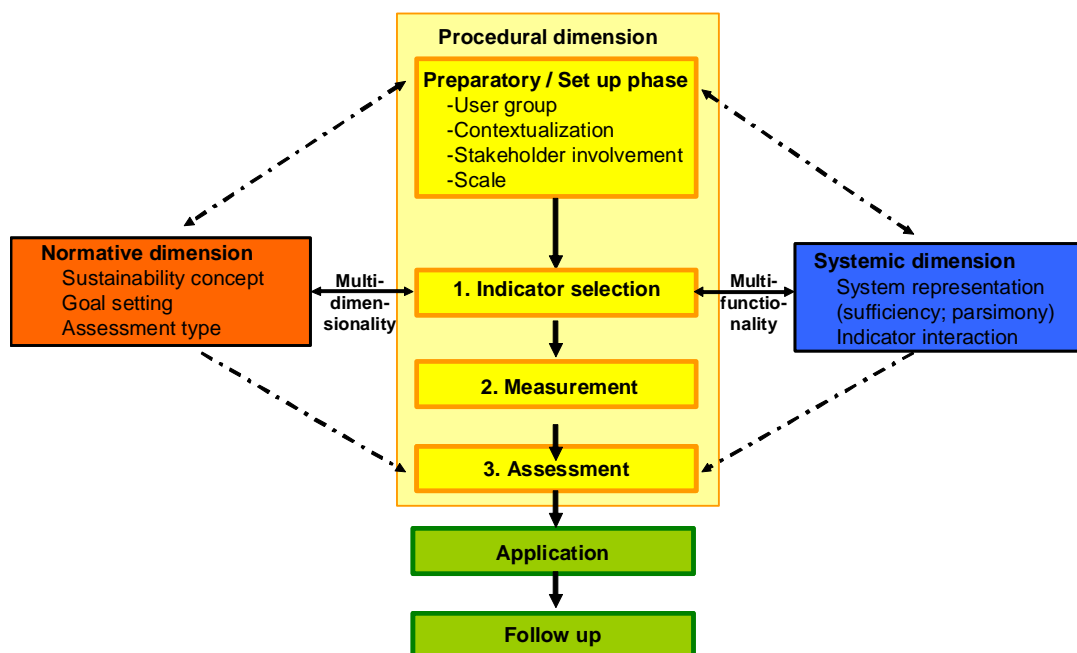 Procedural dimension
Preparatory / Set up phase
-User group
-Contextualization
-Stakeholder involvement
-Scale
Normative dimension
Sustainability concept
Goal setting
Assessment type
Multi-
dimen-
sionality
1. Indicator selection
Multi-
functio-
nality
Systemic dimension
System representation
(sufficiency; parsimony)
Indicator interaction
2. Measurement
3. Assessment
Application
Follow up